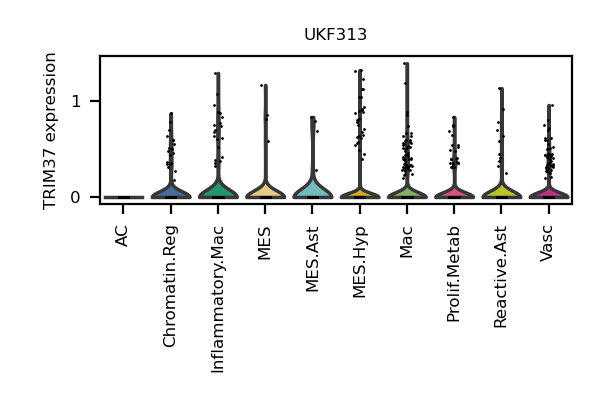 UKF313
TRIM37 expression
1
0
AC
Chromatin.Reg
Inflammatory.Mac
MES
MES.Ast
MES.Hyp
Mac
Prolif.Metab
Reactive.Ast
Vasc